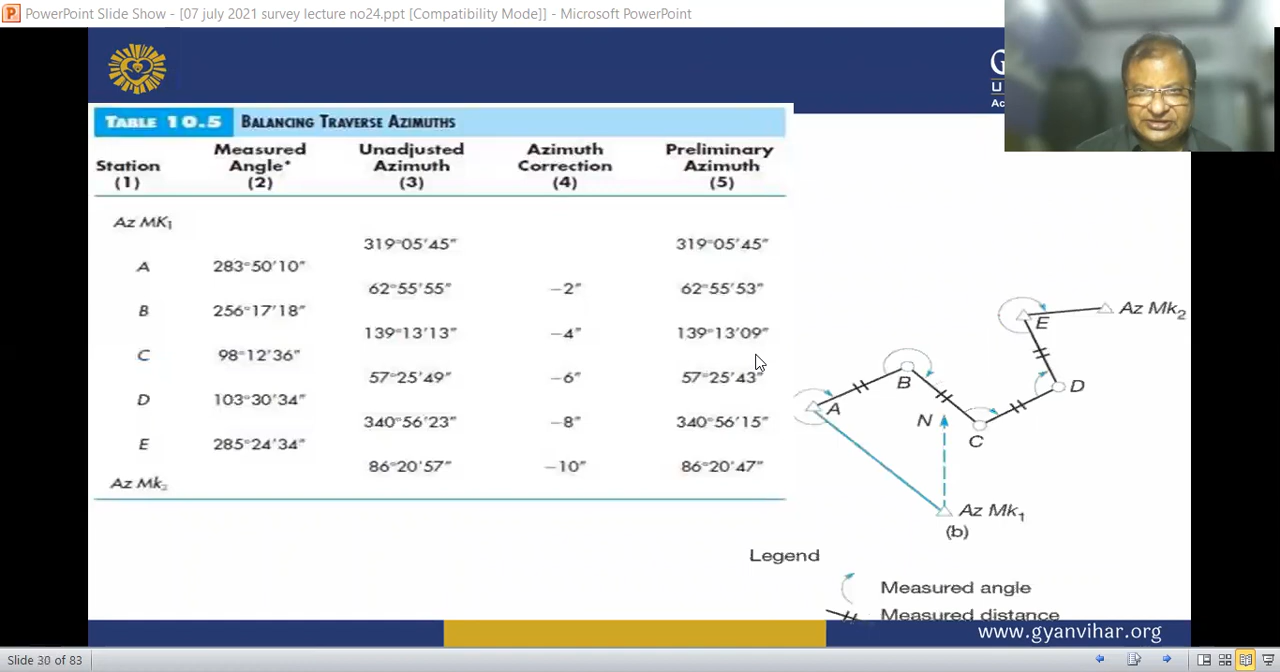 PowerPoint Slide Show - [07 july 2021 survey lecture no24.ppt [Compatibility Mode]] - Microsoft PowerPoint
TABLE 10.5 BALANCING TRAVERSE AZIMUTHS
Station (1) Measured Angle* (2) Unadjusted Azimuth (3) Azimuth Correction (4) Preliminary Azimuth (5)
Az MK1
319°05′45″ 319°05′45″
A 283°50′10″
62°55′55″ −2″ 62°55′53″
B 256°17′18″
139°13′13″ −4″ 139°13′09″
C 98°12′36″
57°25′49″ −6″ 57°25′43″
D 103°30′34″
340°56′23″ −8″ 340°56′15″
E 285°24′34″
86°20′57″ −10″ 86°20′47″
Az Mk2
E Az Mk2
B D
A N
C
Az Mk1
(b)
Legend
Measured angle
Measured distance
www.gyanvihar.org
Slide 30 of 83